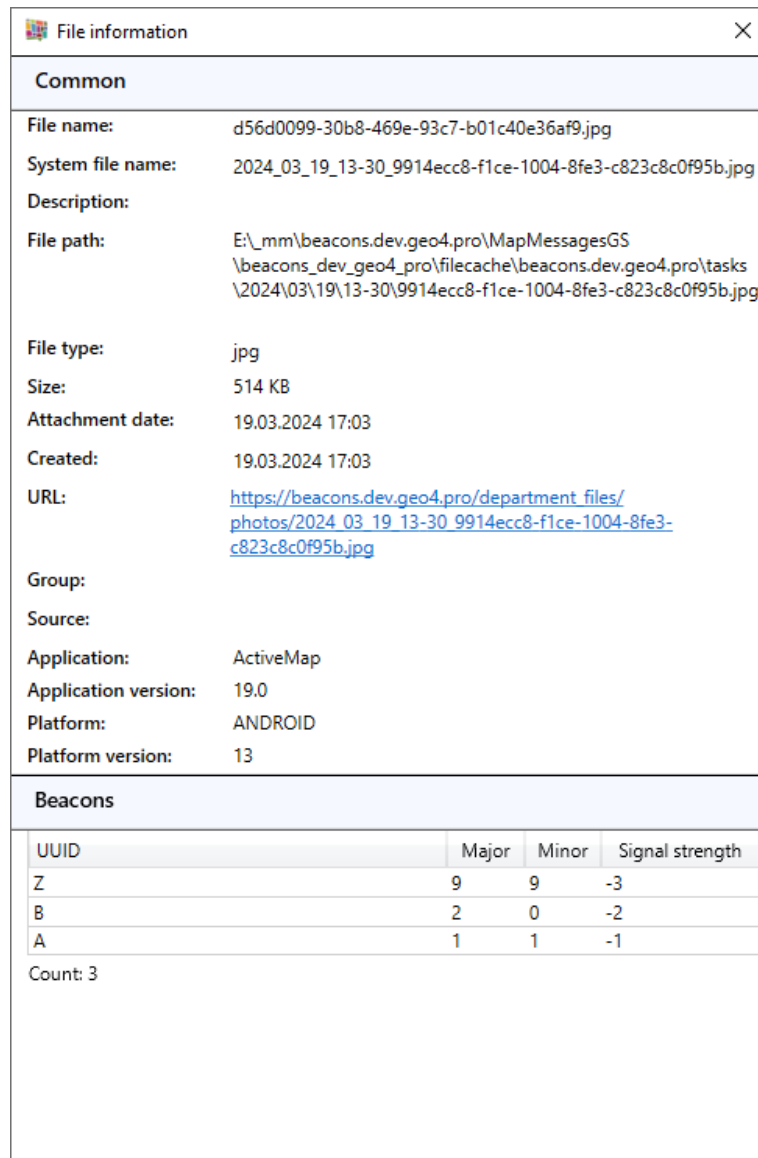 File information
Common
File name: d56d0099-30b8-469e-93c7-b01c40e36af9.jpg
System file name: 2024_03_19_13-30_9914ecc8-f1ce-1004-8fe3-c823c8c0f95b.jpg
Description:
File path: E:\_mm\beacons.dev.geo4.pro\MapMessagesGS
\beacons_dev_geo4_pro\filecache\beacons.dev.geo4.pro\tasks
\2024\03\19\13-30\9914ecc8-f1ce-1004-8fe3-c823c8c0f95b.jpg
File type: jpg
Size: 514 KB
Attachment date: 19.03.2024 17:03
Created: 19.03.2024 17:03
URL: https://beacons.dev.geo4.pro/department_files/
photos/2024_03_19_13-30_9914ecc8-f1ce-1004-8fe3-
c823c8c0f95b.jpg
Group:
Source:
Application: ActiveMap
Application version: 19.0
Platform: ANDROID
Platform version: 13
Beacons
UUID Major Minor Signal strength
Z 9 9 -3
B 2 0 -2
A 1 1 -1
Count: 3